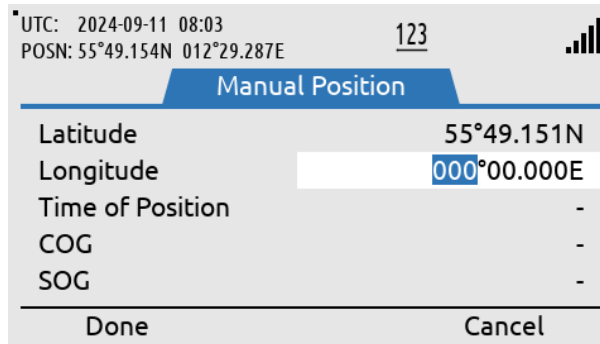 UTC: 2024-09-11 08:03
123
POSN: 55°49.154N 012°29.287E
Manual Position
Latitude 55°49.151N
Longitude 000°00.000E
Time of Position -
COG -
SOG -
Done Cancel